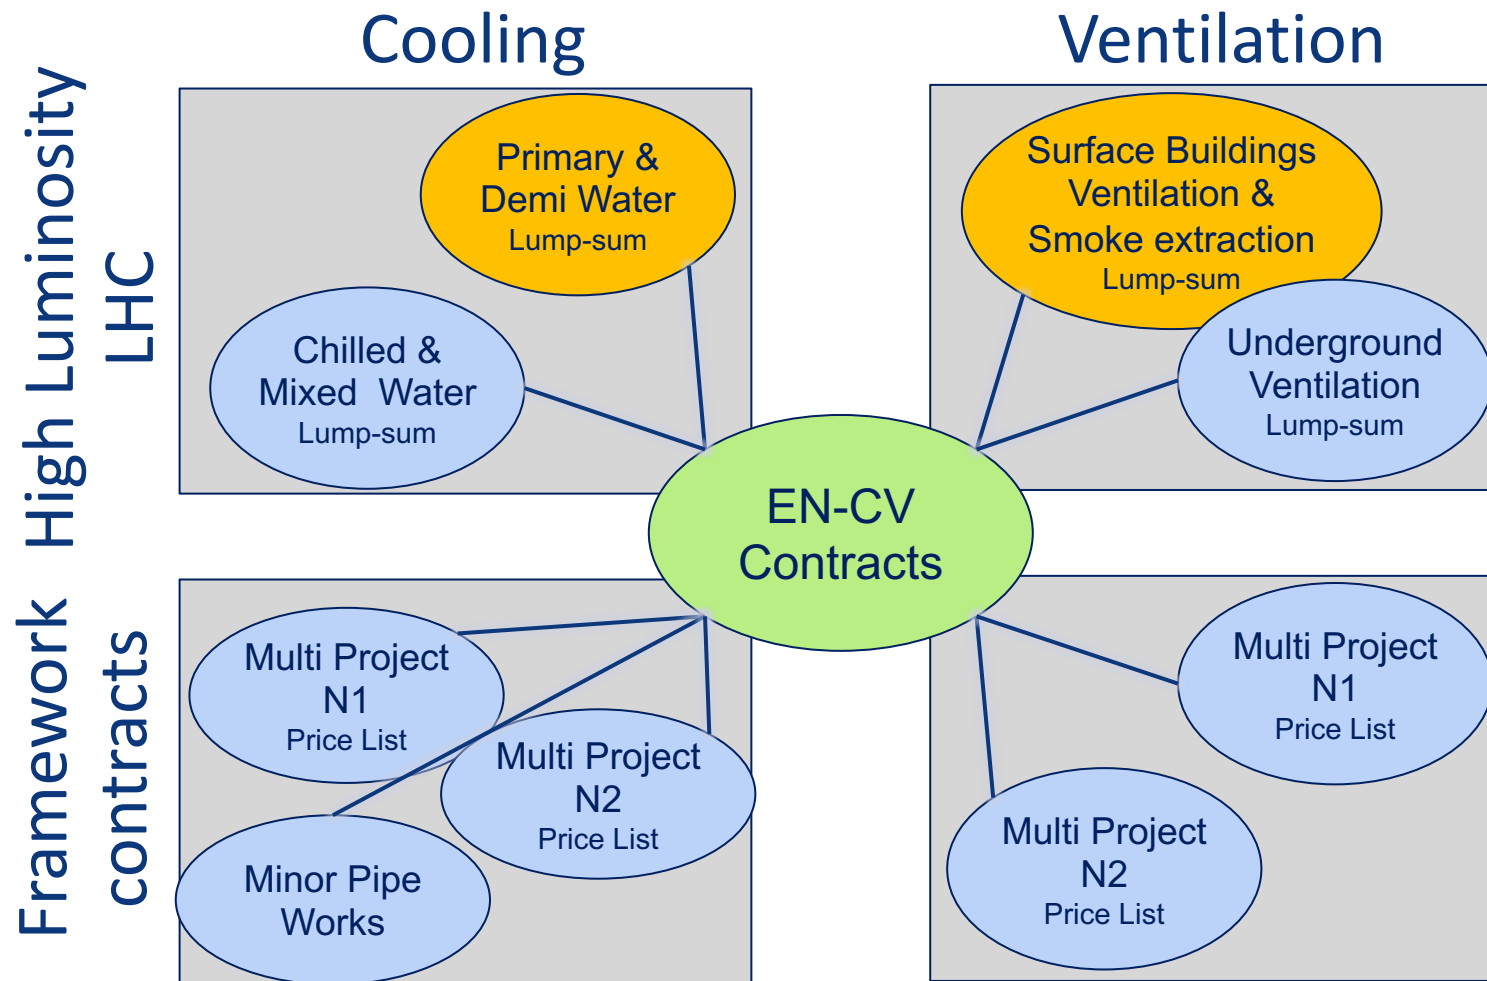 Cooling
Ventilation
High Luminosity
LHC
Primary &
Demi Water
Lump-sum
Chilled &
Mixed  Water
Lump-sum
Surface Buildings
Ventilation &
Smoke extraction
Lump-sum
Underground
Ventilation
Lump-sum
EN-CV
Contracts
Framework
contracts
Multi Project
N1
Price List
Multi Project
N2
Price List
Minor Pipe
Works
Multi Project
N1
Price List
Multi Project
N2
Price List